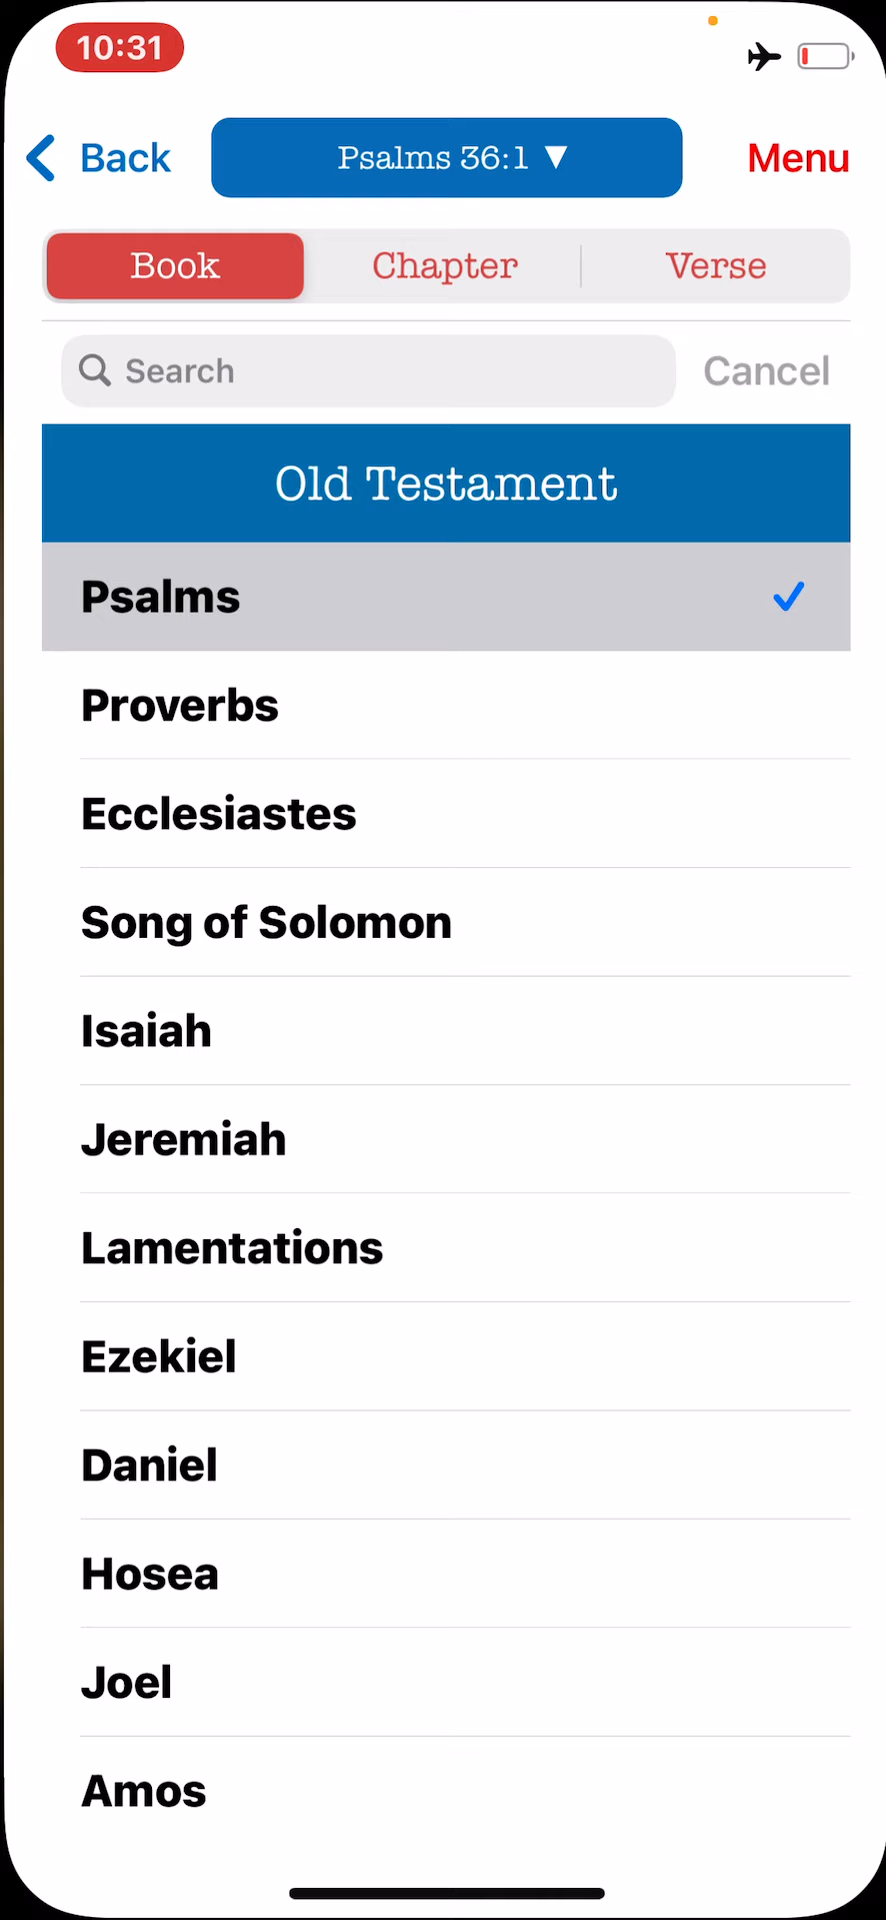 10:31
Back
Psalms 36:1 ▼
Menu
Book
Chapter
Verse
Search
Cancel
Old Testament
Psalms
Proverbs
Ecclesiastes
Song of Solomon
Isaiah
Jeremiah
Lamentations
Ezekiel
Daniel
Hosea
Joel
Amos